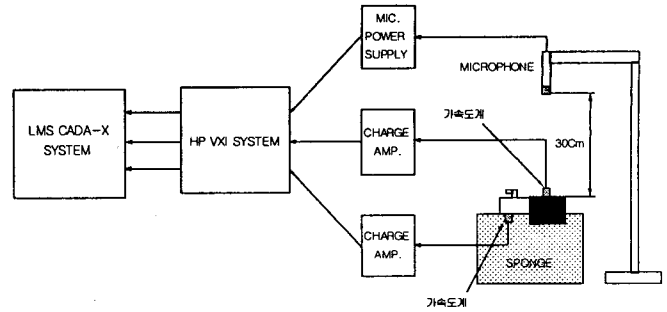 MIC.
POWER
SUPPLY
MICROPHONE
LMS CADA-X
SYSTEM
HP VXI SYSTEM
CHARGE
AMP.
가속도계
30Cm
CHARGE
AMP.
SPONGE
가속도계